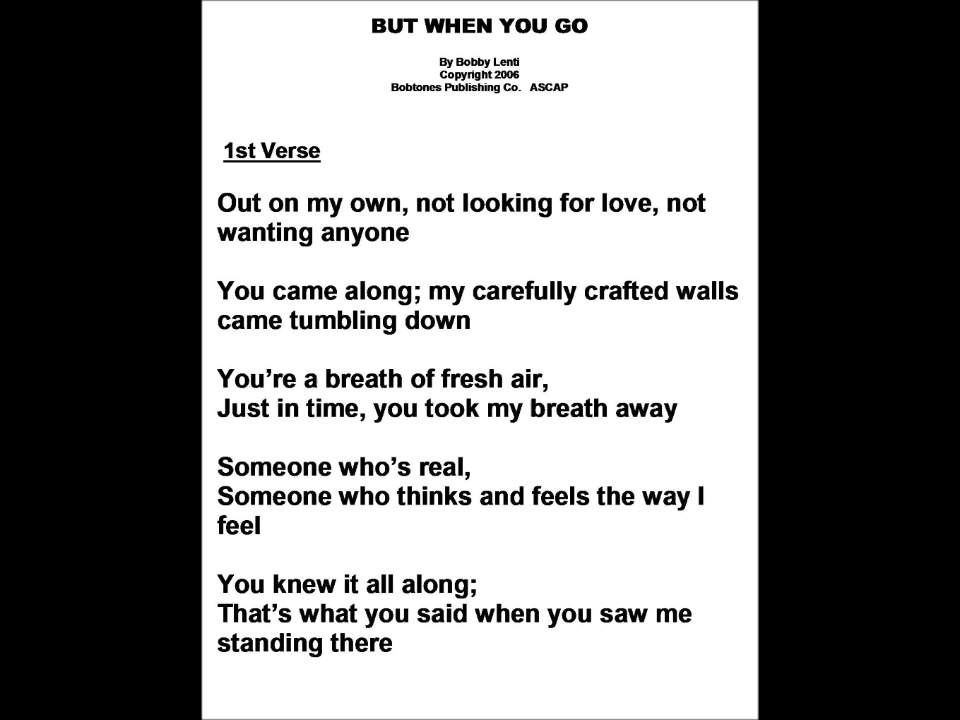 BUT WHEN YOU GO
By Bobby Lenti
Copyright 2006
Bobtones Publishing Co.   ASCAP
1st Verse
Out on my own, not looking for love, not
wanting anyone
You came along; my carefully crafted walls
came tumbling down
You’re a breath of fresh air,
Just in time, you took my breath away
Someone who’s real,
Someone who thinks and feels the way I
feel
You knew it all along;
That’s what you said when you saw me
standing there